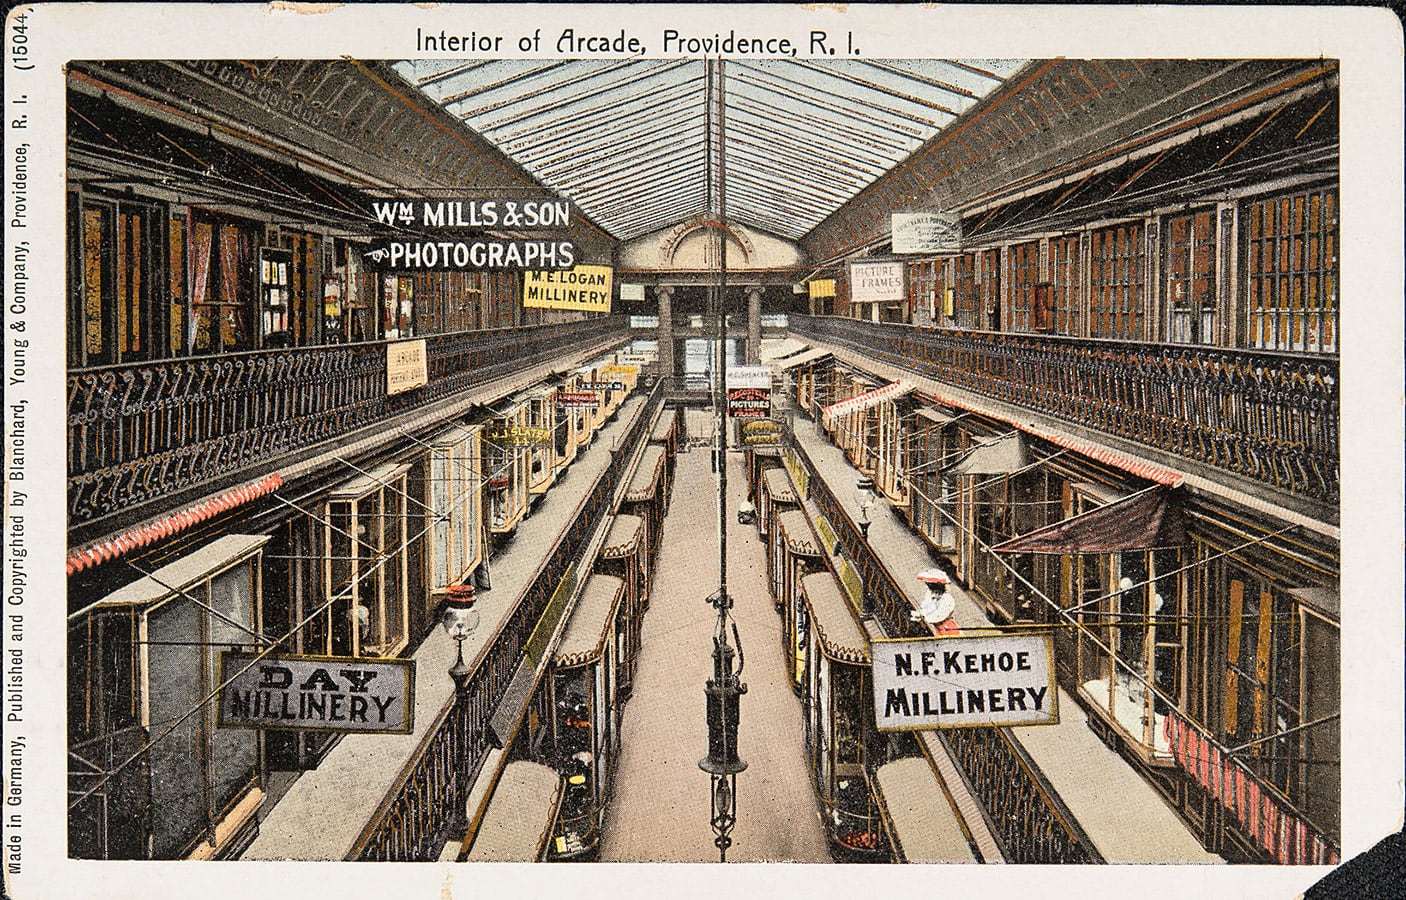 Interior of Arcade, Providence, R. I.
Made in Germany, Published and Copyrighted by Blanchard, Young & Company, Providence, R. I. (15044)
WM MILLS & SON
PHOTOGRAPHS
M.E. LOGAN
MILLINERY
PICTURE
FRAMES
ARCADE
PICTURES
FRAMES
DAY
MILLINERY
N.F. KEHOE
MILLINERY